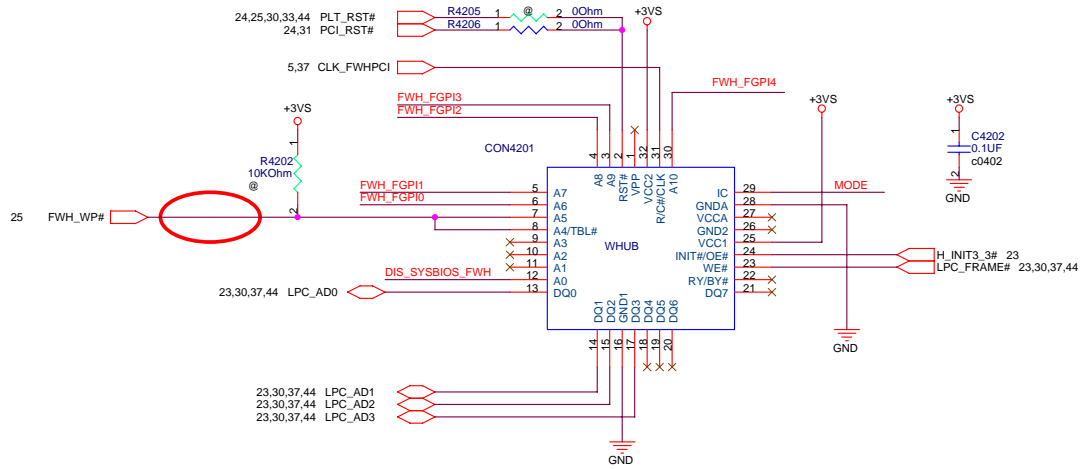 24,25,30,33,44 PLT_RST# R4205 1 @ 2 0Ohm
24,31 PCI_RST# R4206 1 2 0Ohm
+3VS
5,37 CLK_FWHPCI
FWH_FGPI4
FWH_FGPI3
FWH_FGPI2
+3VS
+3VS
CON4201
1
R4202
10KOhm
@
2
1
C4202
0.1UF
c0402
2
GND
4 3 2 1 32 31 30
A8 A9 RST# VPP VCC2 R/C#/CLK A10
FWH_FGPI1 5 A7 IC 29 MODE
FWH_FGPI0 6 A6 GNDA 28
25 FWH_WP# 7 A5 VCCA 27
8 A4/TBL# GND2 26
9 A3 VCC1 25
WHUB
10 A2 INIT#/OE# 24 H_INIT3_3# 23
11 A1 WE# 23 LPC_FRAME# 23,30,37,44
DIS_SYSBIOS_FWH 12 A0 RY/BY# 22
23,30,37,44 LPC_AD0 13 DQ0 DQ7 21
DQ1 DQ2 GND1 DQ3 DQ4 DQ5 DQ6
14 15 16 17 18 19 20
GND
23,30,37,44 LPC_AD1
23,30,37,44 LPC_AD2
23,30,37,44 LPC_AD3
GND